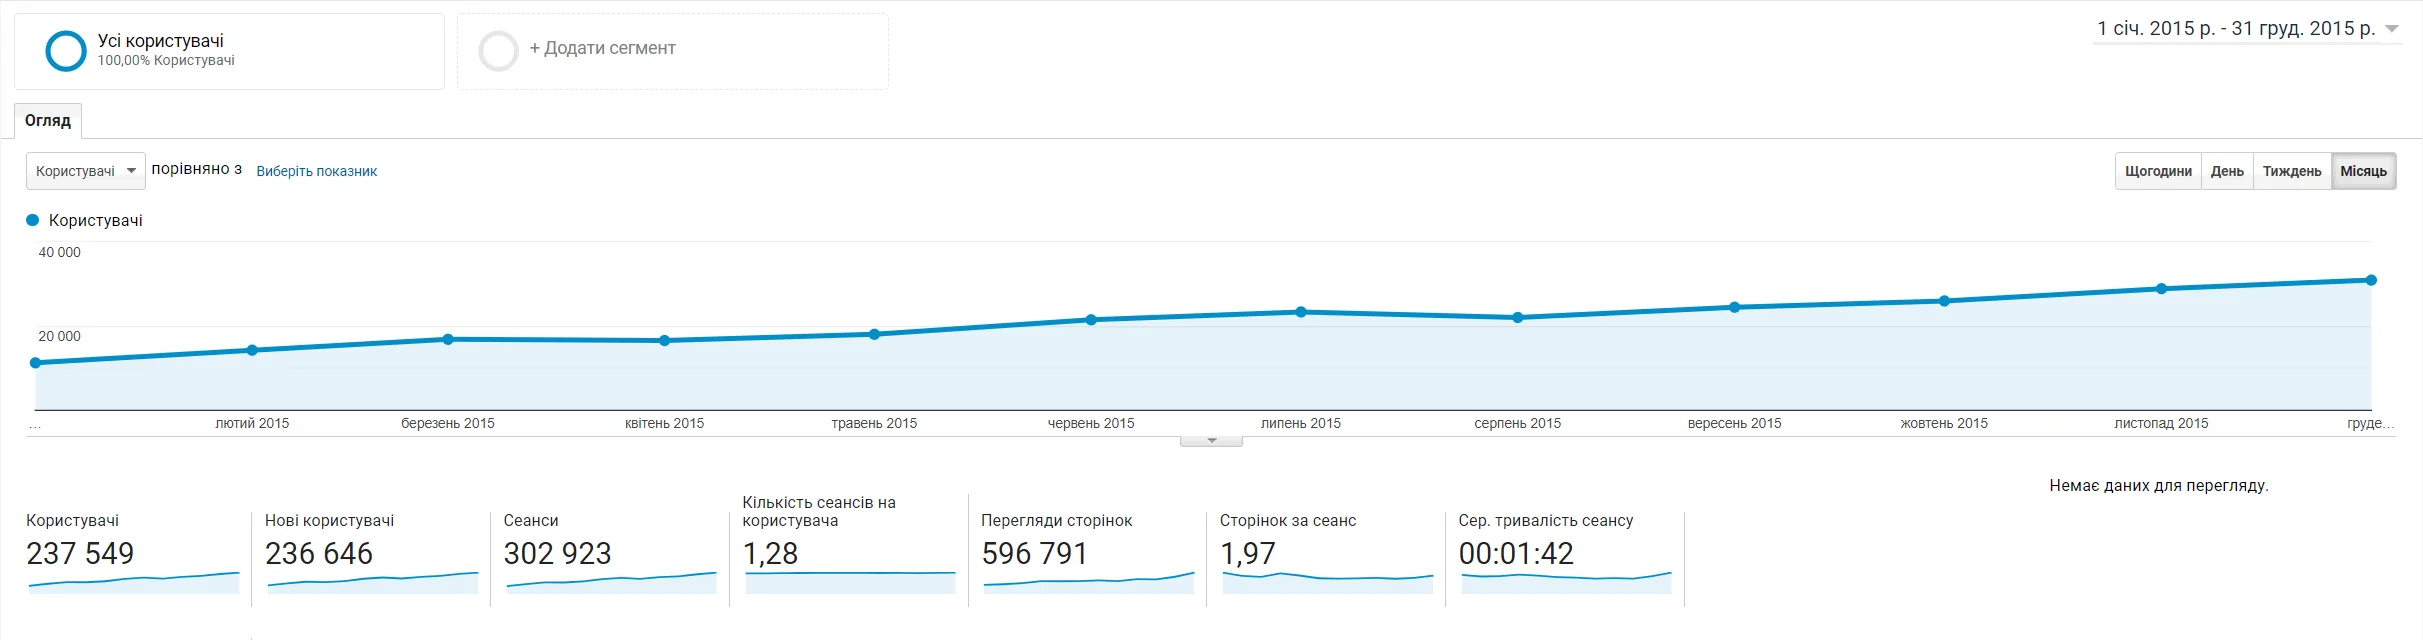 Усі користувачі
100,00% Користувачі
+ Додати сегмент
1 січ. 2015 р. - 31 груд. 2015 р.
Огляд
Користувачі порівняно з Виберіть показник
Щогодини День Тиждень Місяць
Користувачі
40 000
20 000
... лютий 2015 березень 2015 квітень 2015 травень 2015 червень 2015 липень 2015 серпень 2015 вересень 2015 жовтень 2015 листопад 2015 груде...
Немає даних для перегляду.
Користувачі
237 549
Нові користувачі
236 646
Сеанси
302 923
Кількість сеансів на
користувача
1,28
Перегляди сторінок
596 791
Сторінок за сеанс
1,97
Сер. тривалість сеансу
00:01:42